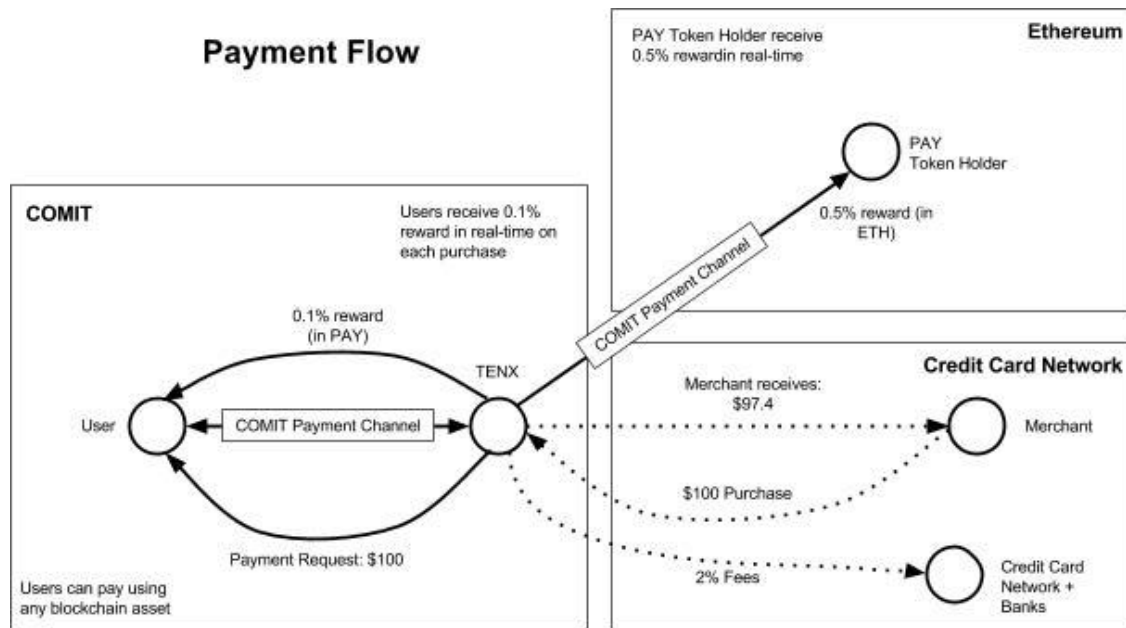 Payment Flow
PAY Token Holder receive
0.5% rewardin real-time
Ethereum
PAY
Token Holder
0.5% reward (in
ETH)
COMIT Payment Channel
COMIT
Users receive 0.1%
reward in real-time on
each purchase
0.1% reward
(in PAY)
TENX
User
COMIT Payment Channel
Payment Request: $100
Users can pay using
any blockchain asset
Credit Card Network
Merchant receives:
$97.4
Merchant
$100 Purchase
2% Fees
Credit Card
Network +
Banks